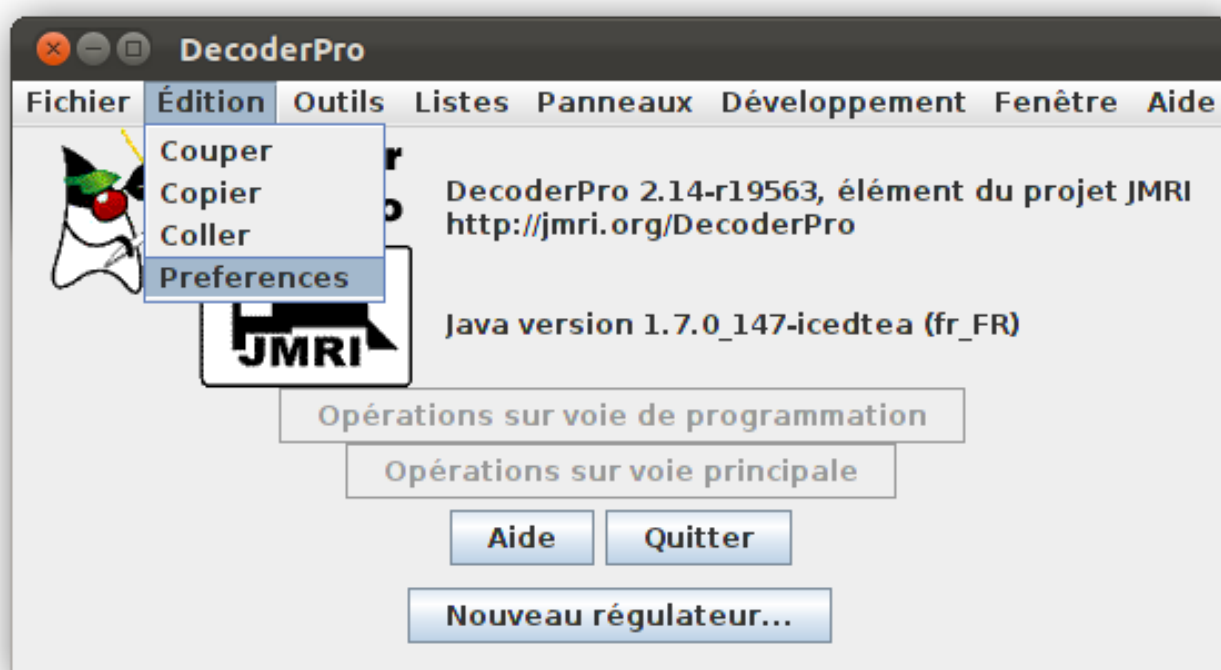 DecoderPro
Fichier Édition Outils Listes Panneaux Développement Fenêtre Aide
Couper
Copier
Coller
Preferences
r
o
DecoderPro 2.14-r19563, élément du projet JMRI
http://jmri.org/DecoderPro
JMRI
Java version 1.7.0_147-icedtea (fr_FR)
Opérations sur voie de programmation
Opérations sur voie principale
Aide Quitter
Nouveau régulateur...